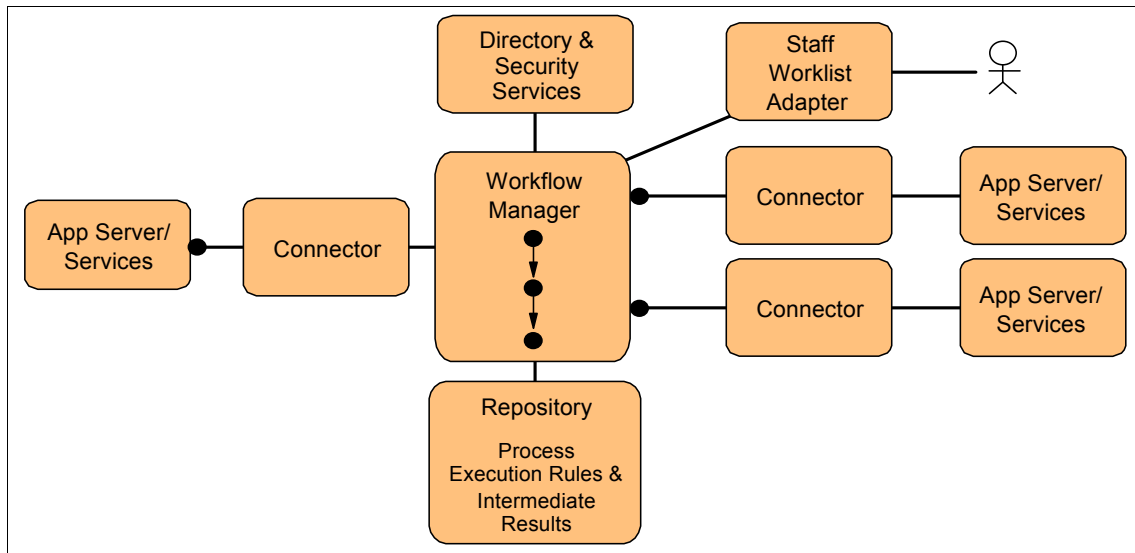 Directory &
Security
Services
Staff
Worklist
Adapter
Workflow
Manager
Connector
App Server/
Services
App Server/
Services
Connector
Connector
App Server/
Services
Repository
Process
Execution Rules &
Intermediate
Results